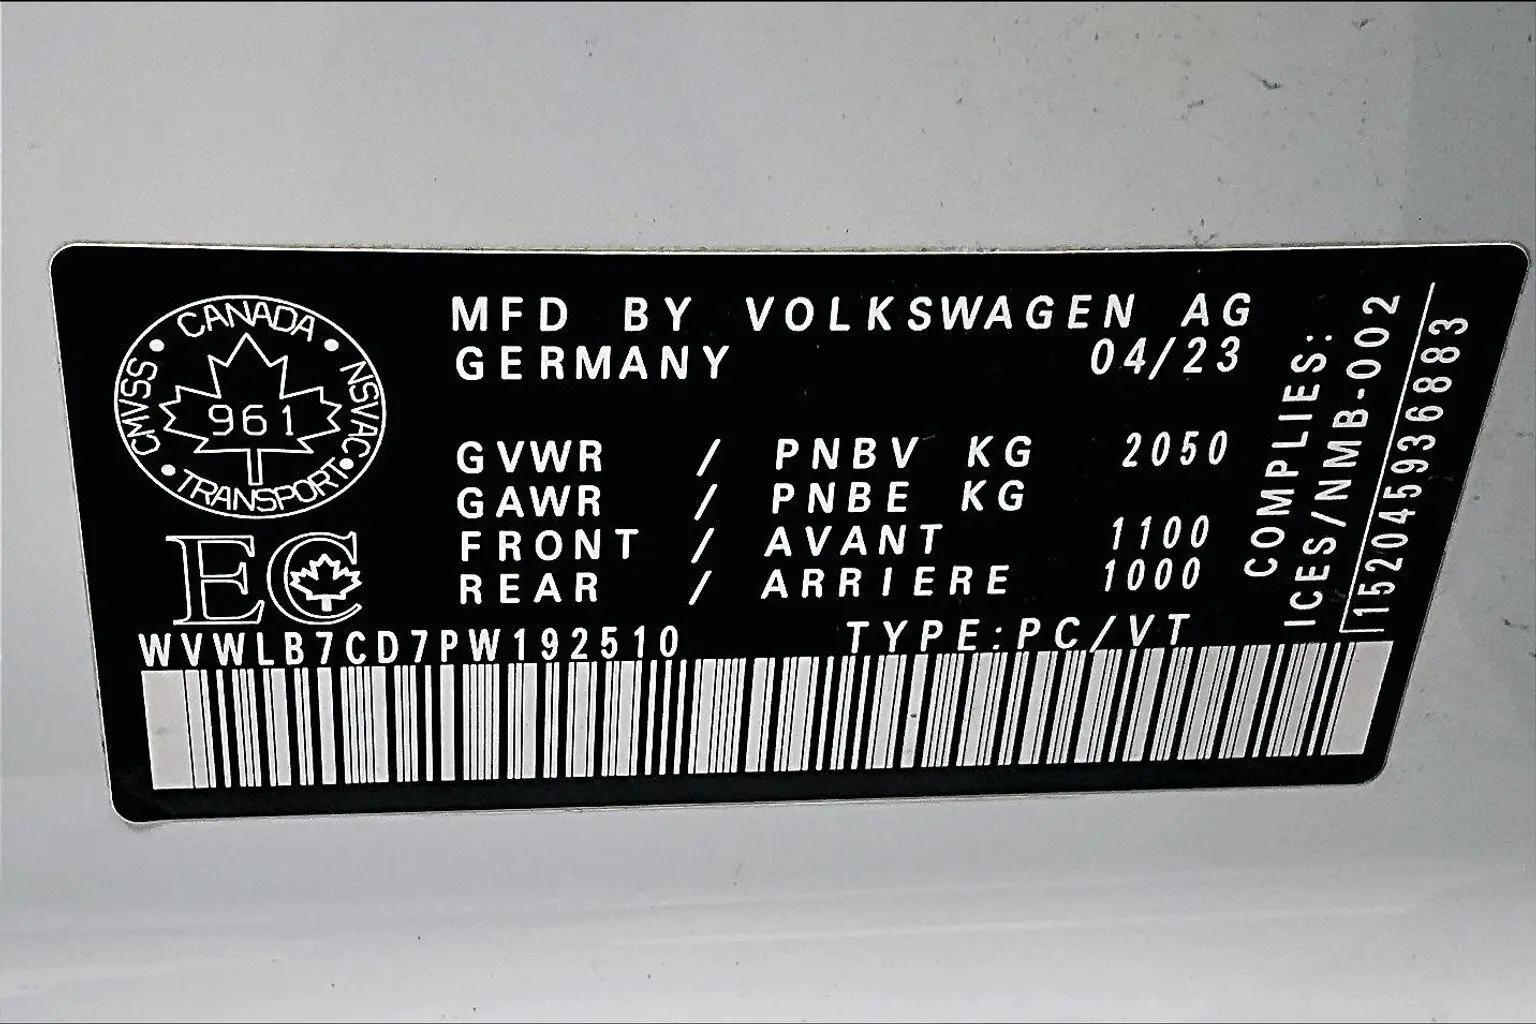 CANADA
CMVSS • • NSVAC
961
• TRANSPORT •
EC
MFD BY VOLKSWAGEN AG
GERMANY 04/23
GVWR / PNBV KG 2050
GAWR / PNBE KG
FRONT / AVANT 1100
REAR / ARRIERE 1000
WVWLB7CD7PW192510 TYPE:PC/VT
COMPLIES:
ICES/NMB-002
1152045936883